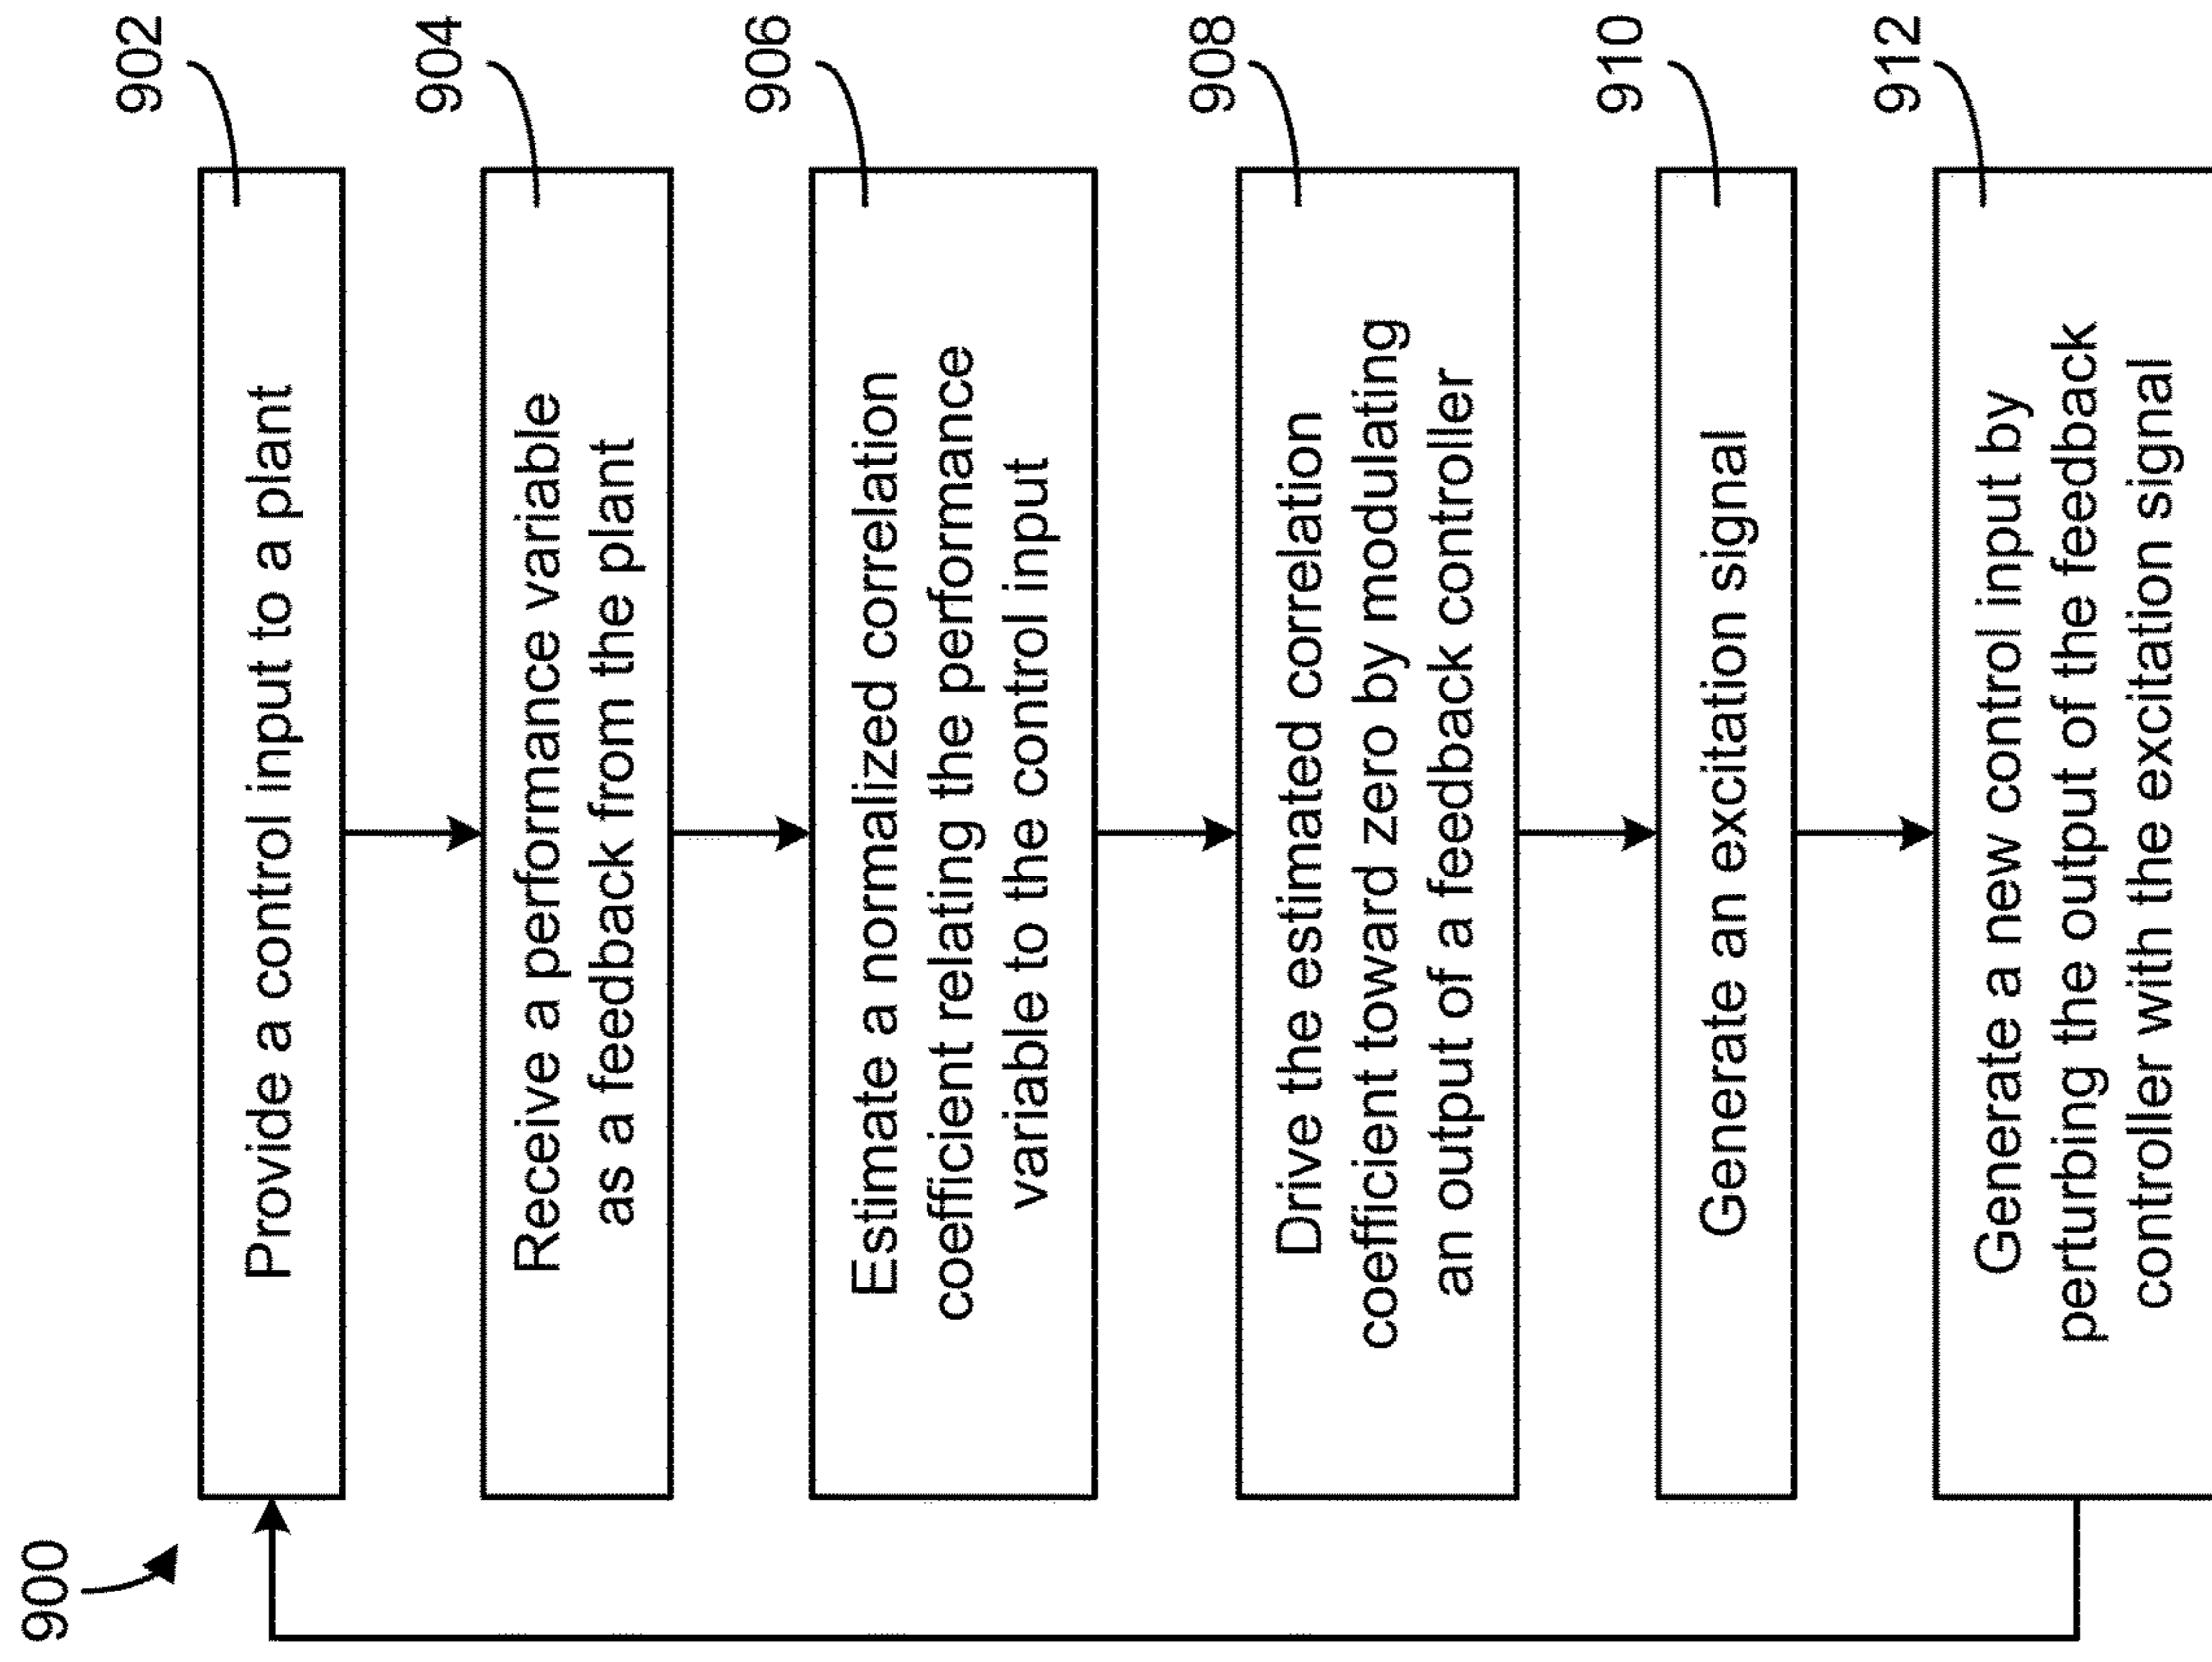 900
902
Provide a control input to a plant
904
Receive a performance variable
as a feedback from the plant
906
Estimate a normalized correlation
coefficient relating the performance
variable to the control input
908
Drive the estimated correlation
coefficient toward zero by modulating
an output of a feedback controller
910
Generate an excitation signal
912
Generate a new control input by
perturbing the output of the feedback
controller with the excitation signal